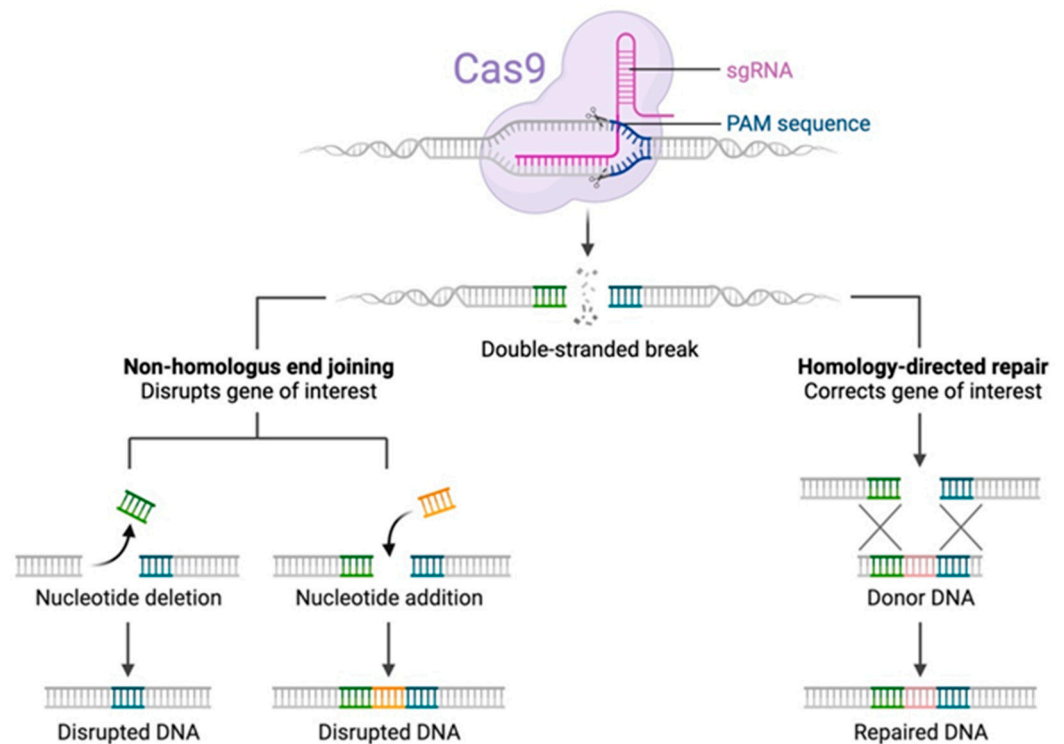 Cas9
sgRNA
PAM sequence
Double-stranded break
Non-homologus end joining
Disrupts gene of interest
Homology-directed repair
Corrects gene of interest
Nucleotide deletion
Nucleotide addition
Donor DNA
Disrupted DNA
Disrupted DNA
Repaired DNA